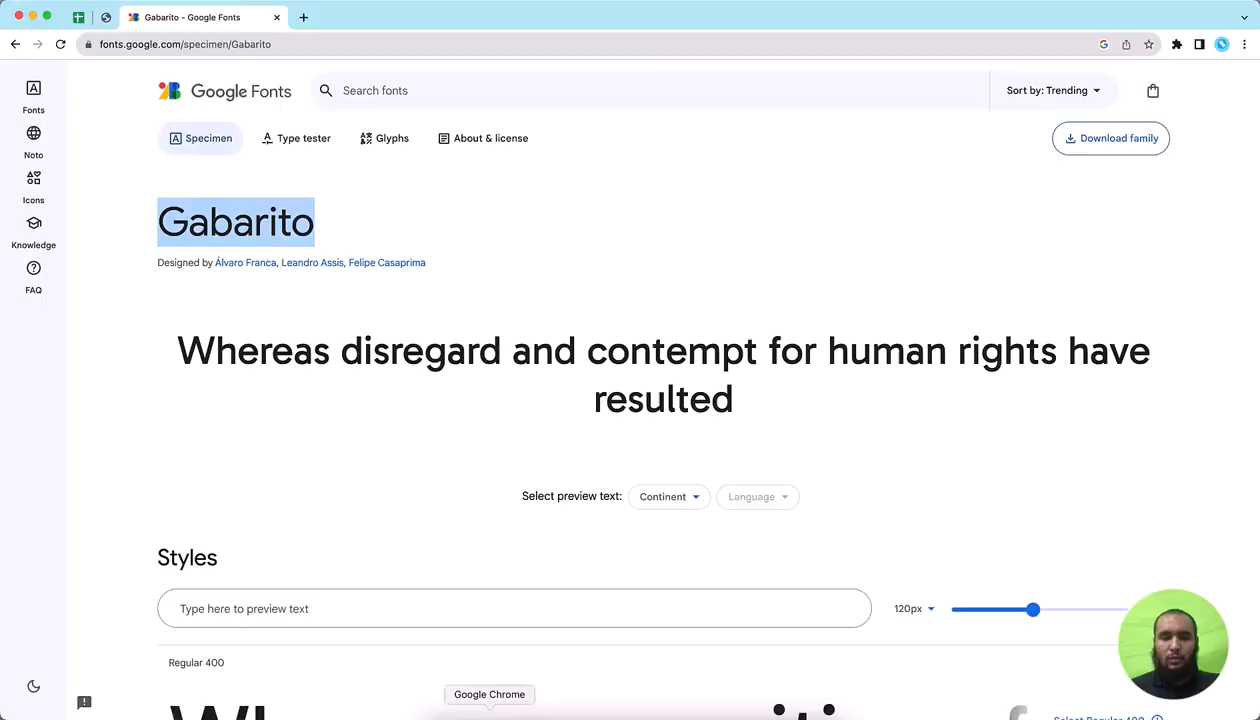 Gabarito - Google Fonts
fonts.google.com/specimen/Gabarito
Google Fonts
Search fonts
Sort by: Trending
Fonts
Noto
Icons
Knowledge
FAQ
Specimen
Type tester
Glyphs
About & license
Download family
Gabarito
Designed by Álvaro Franca, Leandro Assis, Felipe Casaprima
Whereas disregard and contempt for human rights have
resulted
Select preview text:
Continent
Language
Styles
Type here to preview text
120px
Regular 400
Google Chrome
Select Regular 400